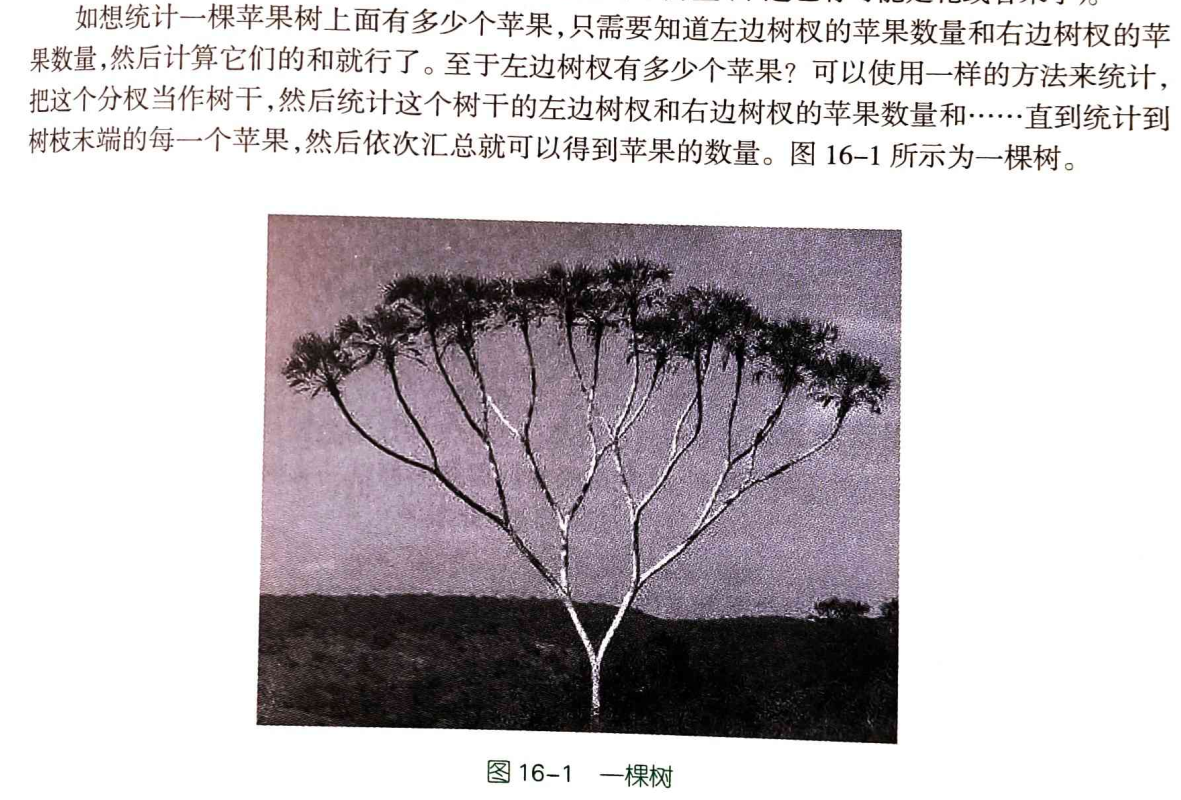 如想统计一棵苹果树上面有多少个苹果,只需要知道左边树杈的苹果数量和右边树杈的苹
果数量,然后计算它们的和就行了。至于左边树杈有多少个苹果?可以使用一样的方法来统计,
把这个分杈当作树干,然后统计这个树干的左边树杈和右边树杈的苹果数量和……直到统计到
树枝末端的每一个苹果,然后依次汇总就可以得到苹果的数量。图 16-1 所示为一棵树。
图 16-1 一棵树